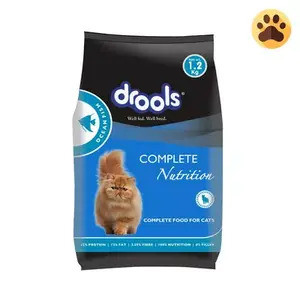 1.2
Kg
drools
Well fed. Well bred.
OCEAN FISH
COMPLETE
Nutrition
COMPLETE FOOD FOR CATS